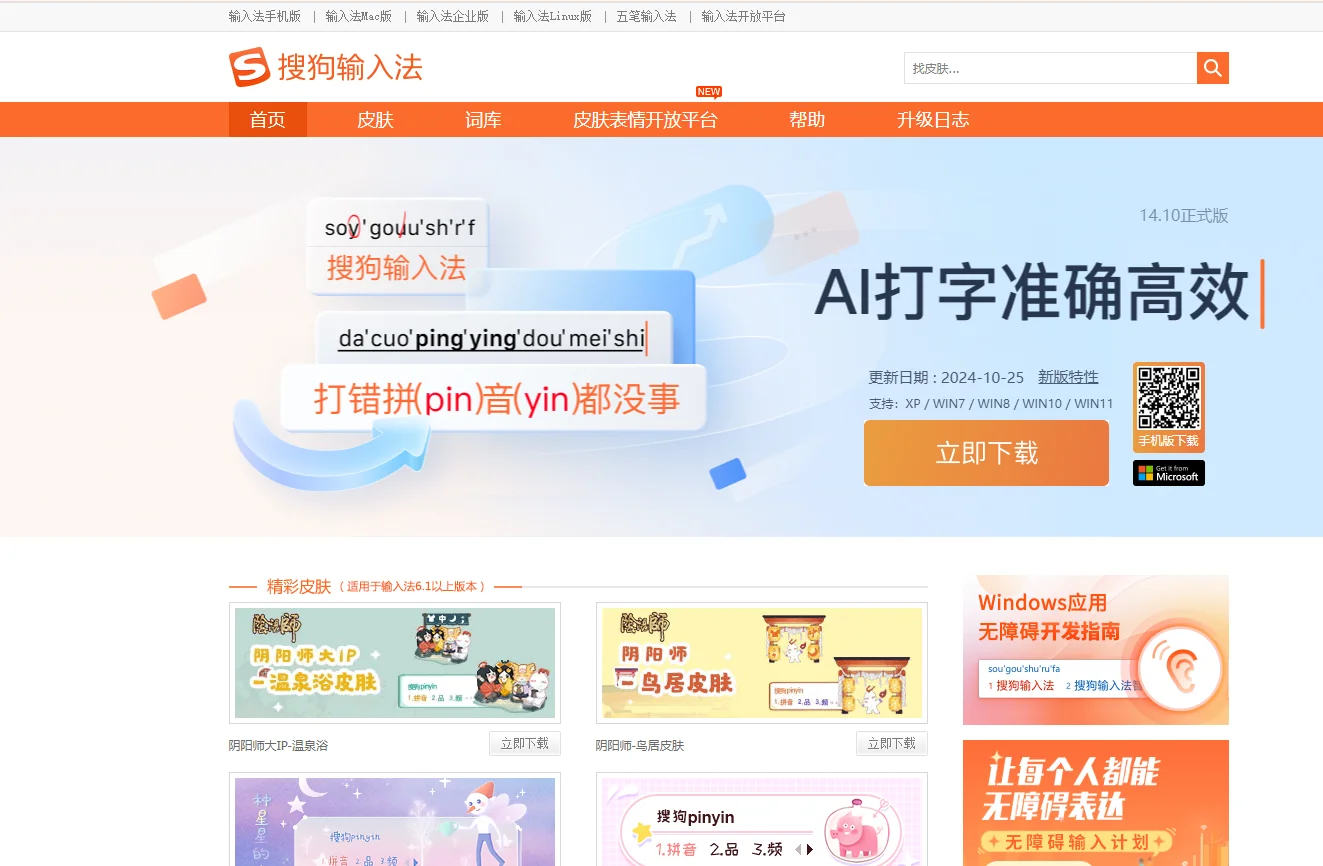 输入法手机版 | 输入法Mac版 | 输入法企业版 | 输入法Linux版 | 五笔输入法 | 输入法开放平台
搜狗输入法
找皮肤...
NEW
首页 皮肤 词库 皮肤表情开放平台 帮助 升级日志
soy'gouu'sh'r'f
搜狗输入法
da'cuo'ping'ying'dou'mei'shi
打错拼(pin)音(yin)都没事
14.10正式版
AI打字准确高效
更新日期 : 2024-10-25 新版特性
支持: XP / WIN7 / WIN8 / WIN10 / WIN11
立即下载
手机版下载
Get it from
Microsoft
精彩皮肤 ( 适用于输入法6.1以上版本 )
阴阳师
阴阳师大IP
温泉浴皮肤
搜狗pinyin
1.拼音 2.品 3.频
阴阳师大IP-温泉浴
立即下载
阴阳师
阴阳师
鸟居皮肤
搜狗pinyin
1.拼音 2.品 3.频
阴阳师-鸟居皮肤
立即下载
神星星的
搜狗pinyin
1.拼音 2.品 3.频
搜狗pinyin
1.拼音 2.品 3.频
Windows应用
无障碍开发指南
sou'gou'shu'ru'fa
1 搜狗输入法 2 搜狗输入法智
让每个人都能
无障碍表达
无障碍输入计划